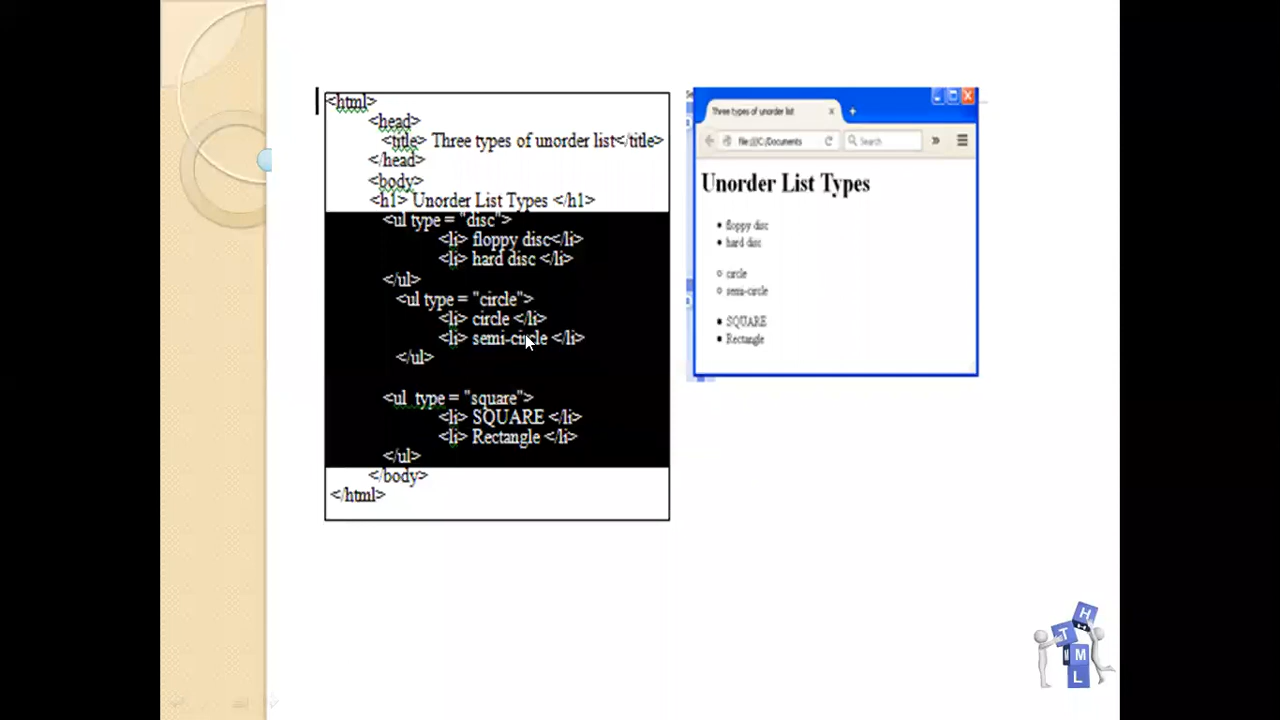 <html>
<head>
<title> Three types of unorder list</title>
</head>
<body>
<h1> Unorder List Types </h1>
<ul type = "disc">
<li> floppy disc</li>
<li> hard disc </li>
</ul>
<ul type = "circle">
<li> circle </li>
<li> semi-circle </li>
</ul>
<ul type = "square">
<li> SQUARE </li>
<li> Rectangle </li>
</ul>
</body>
</html>
Three types of unorder list
file:///C:/Documents
Search
Unorder List Types
floppy disc
hard disc
circle
semi-circle
SQUARE
Rectangle
H
T
M
L